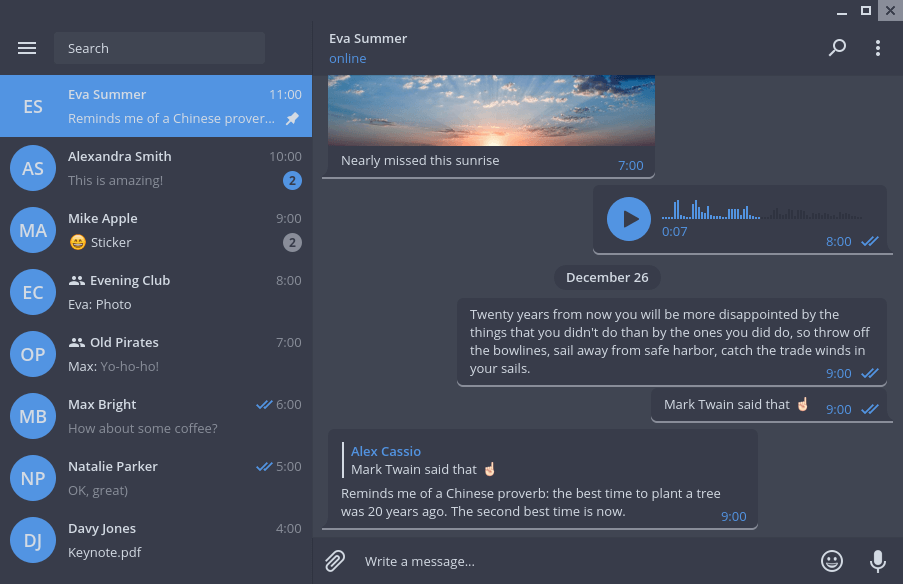 Search
ES
Eva Summer 11:00
Reminds me of a Chinese prover...
AS
Alexandra Smith 10:00
This is amazing! 2
MA
Mike Apple 9:00
😄 Sticker 2
EC
Evening Club 8:00
Eva: Photo
OP
Old Pirates 7:00
Max: Yo-ho-ho!
MB
Max Bright 6:00
How about some coffee?
NP
Natalie Parker 5:00
OK, great)
DJ
Davy Jones 4:00
Keynote.pdf
Eva Summer
online
Nearly missed this sunrise
7:00
0:07
8:00
December 26
Twenty years from now you will be more disappointed by the
things that you didn't do than by the ones you did do, so throw off
the bowlines, sail away from safe harbor, catch the trade winds in
your sails.
9:00
Mark Twain said that ☝🏻 9:00
Alex Cassio
Mark Twain said that ☝🏻
Reminds me of a Chinese proverb: the best time to plant a tree
was 20 years ago. The second best time is now.
9:00
Write a message...